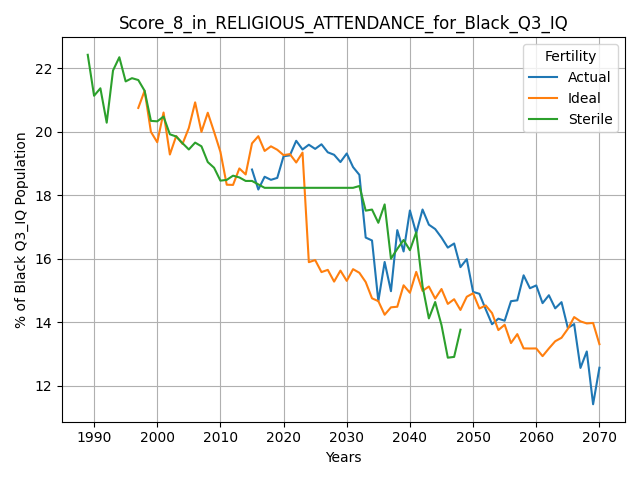 Score_8_in_RELIGIOUS_ATTENDANCE_for_Black_Q3_IQ
Fertility
Actual
Ideal
Sterile
% of Black Q3_IQ Population
22
20
18
16
14
12
1990 2000 2010 2020 2030 2040 2050 2060 2070
Years